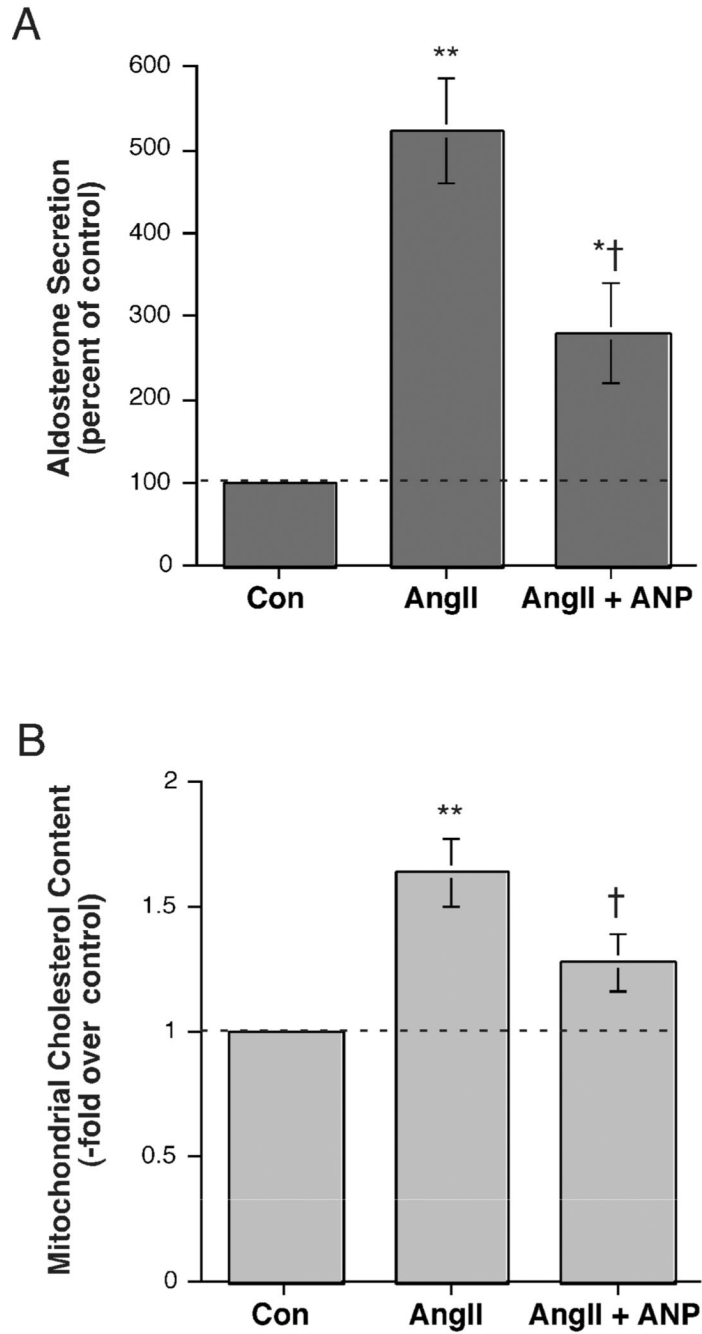 A
Aldosterone Secretion
(percent of control)
600
500
400
300
200
100
0
**
*†
Con
AngII
AngII + ANP
B
Mitochondrial Cholesterol Content
(-fold over control)
2
1.5
1
0.5
0
**
†
Con
AngII
AngII + ANP